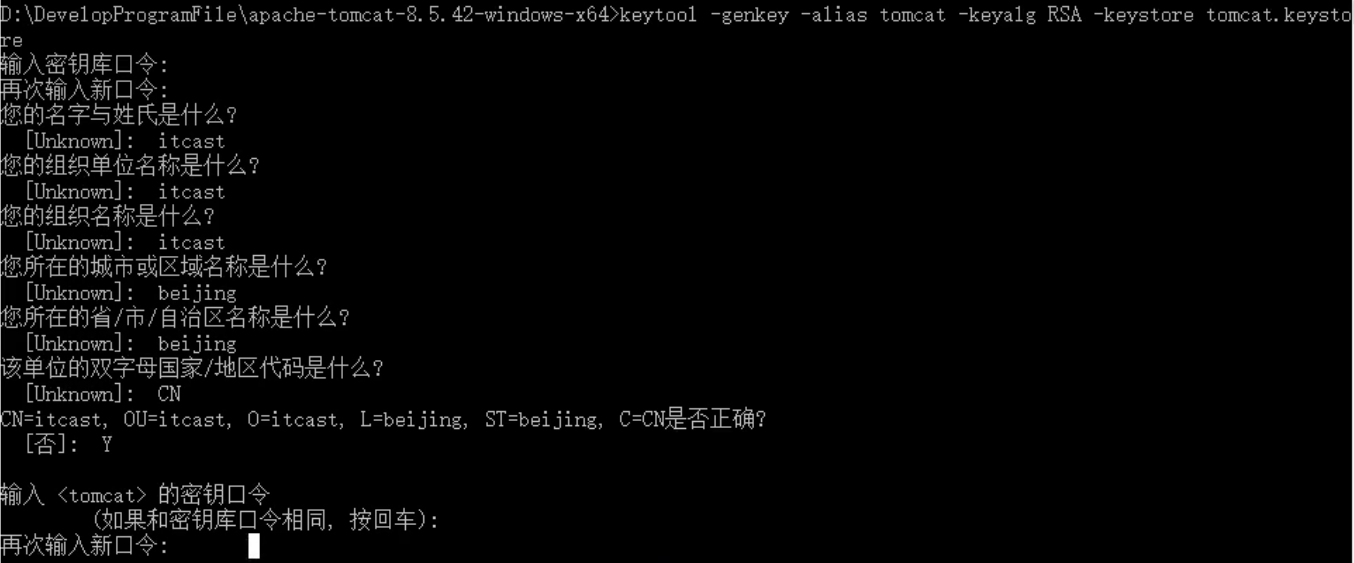 D:\DevelopProgramFile\apache-tomcat-8.5.42-windows-x64>keytool -genkey -alias tomcat -keyalg RSA -keystore tomcat.keysto
re
输入密钥库口令:
再次输入新口令:
您的名字与姓氏是什么?
  [Unknown]:  itcast
您的组织单位名称是什么?
  [Unknown]:  itcast
您的组织名称是什么?
  [Unknown]:  itcast
您所在的城市或区域名称是什么?
  [Unknown]:  beijing
您所在的省/市/自治区名称是什么?
  [Unknown]:  beijing
该单位的双字母国家/地区代码是什么?
  [Unknown]:  CN
CN=itcast, OU=itcast, O=itcast, L=beijing, ST=beijing, C=CN是否正确?
  [否]:  Y
输入 <tomcat> 的密钥口令
        (如果和密钥库口令相同, 按回车):
再次输入新口令: